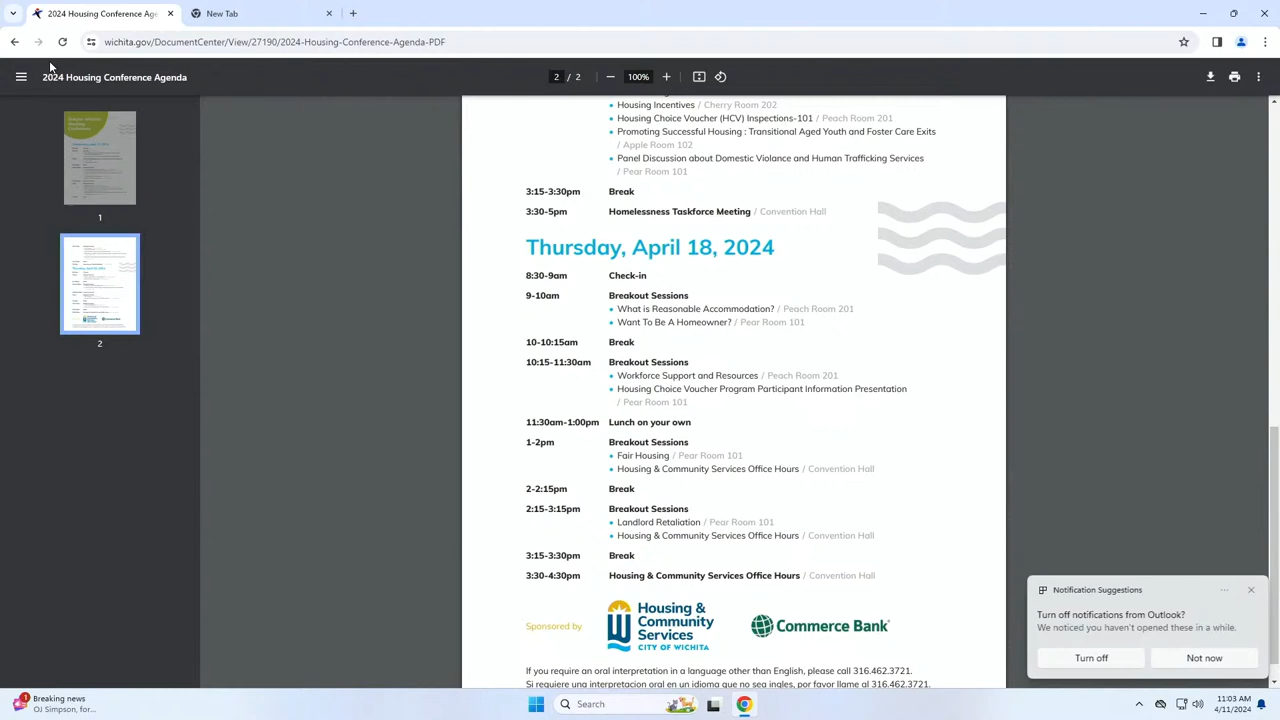 2024 Housing Conference Age
New Tab
wichita.gov/DocumentCenter/View/27190/2024-Housing-Conference-Agenda-PDF
2024 Housing Conference Agenda
2 / 2
100%
1
2
Housing Incentives / Cherry Room 202
Housing Choice Voucher (HCV) Inspections-101 / Peach Room 201
Promoting Successful Housing : Transitional Aged Youth and Foster Care Exits
/ Apple Room 102
Panel Discussion about Domestic Violance and Human Trafficking Services
/ Pear Room 101
3:15-3:30pm Break
3:30-5pm Homelessness Taskforce Meeting / Convention Hall
Thursday, April 18, 2024
8:30-9am Check-in
9-10am Breakout Sessions
What is Reasonable Accommodation? / Peach Room 201
Want To Be A Homeowner? / Pear Room 101
10-10:15am Break
10:15-11:30am Breakout Sessions
Workforce Support and Resources / Peach Room 201
Housing Choice Voucher Program Participant Information Presentation
/ Pear Room 101
11:30am-1:00pm Lunch on your own
1-2pm Breakout Sessions
Fair Housing / Pear Room 101
Housing & Community Services Office Hours / Convention Hall
2-2:15pm Break
2:15-3:15pm Breakout Sessions
Landlord Retaliation / Pear Room 101
Housing & Community Services Office Hours / Convention Hall
3:15-3:30pm Break
3:30-4:30pm Housing & Community Services Office Hours / Convention Hall
Sponsored by
Housing &
Community
Services
CITY OF WICHITA
Commerce Bank
If you require an oral interpretation in a language other than English, please call 316.462.3721.
Si requiere una interpretacion oral en un idioma que no sea ingles, por favor llame al 316.462.3721.
Notification Suggestions
Turn off notifications from Outlook?
We noticed you haven't opened these in a while.
Turn off
Not now
1
Breaking news
OJ Simpson, for...
Search
11:03 AM
4/11/2024